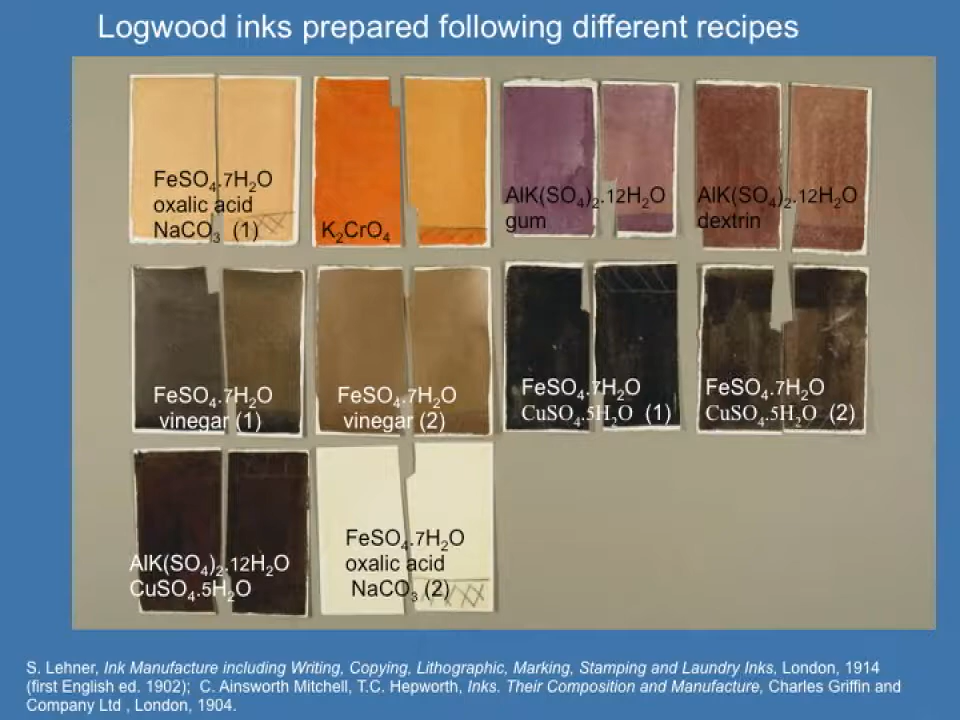 Logwood inks prepared following different recipes
FeSO₄.7H₂O
oxalic acid
NaCO₃ (1)
K₂CrO₄
AlK(SO₄)₂.12H₂O
gum
AlK(SO₄)₂.12H₂O
dextrin
FeSO₄.7H₂O
vinegar (1)
FeSO₄.7H₂O
vinegar (2)
FeSO₄.7H₂O
CuSO₄.5H₂O (1)
FeSO₄.7H₂O
CuSO₄.5H₂O (2)
AlK(SO₄)₂.12H₂O
CuSO₄.5H₂O
FeSO₄.7H₂O
oxalic acid
NaCO₃ (2)
S. Lehner, Ink Manufacture including Writing, Copying, Lithographic, Marking, Stamping and Laundry Inks, London, 1914
(first English ed. 1902); C. Ainsworth Mitchell, T.C. Hepworth, Inks. Their Composition and Manufacture, Charles Griffin and
Company Ltd , London, 1904.